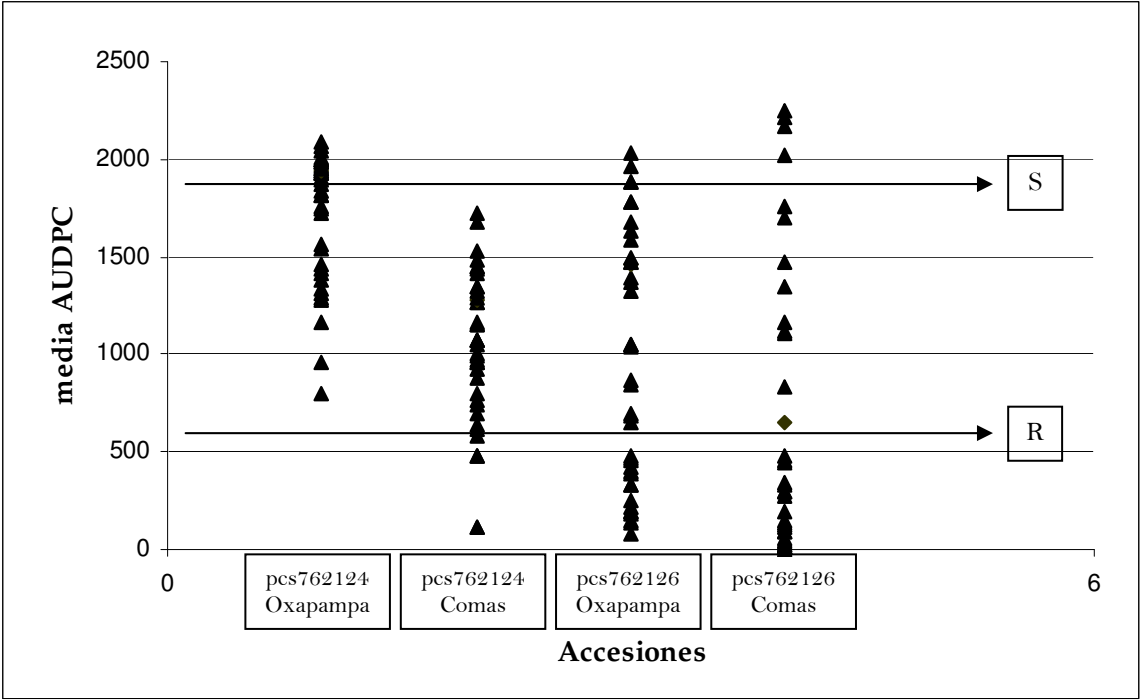 2500
2000
S
1500
media AUDPC
1000
R
500
0
0
pcs762124
Oxapampa
pcs762124
Comas
pcs762126
Oxapampa
pcs762126
Comas
6
Accesiones